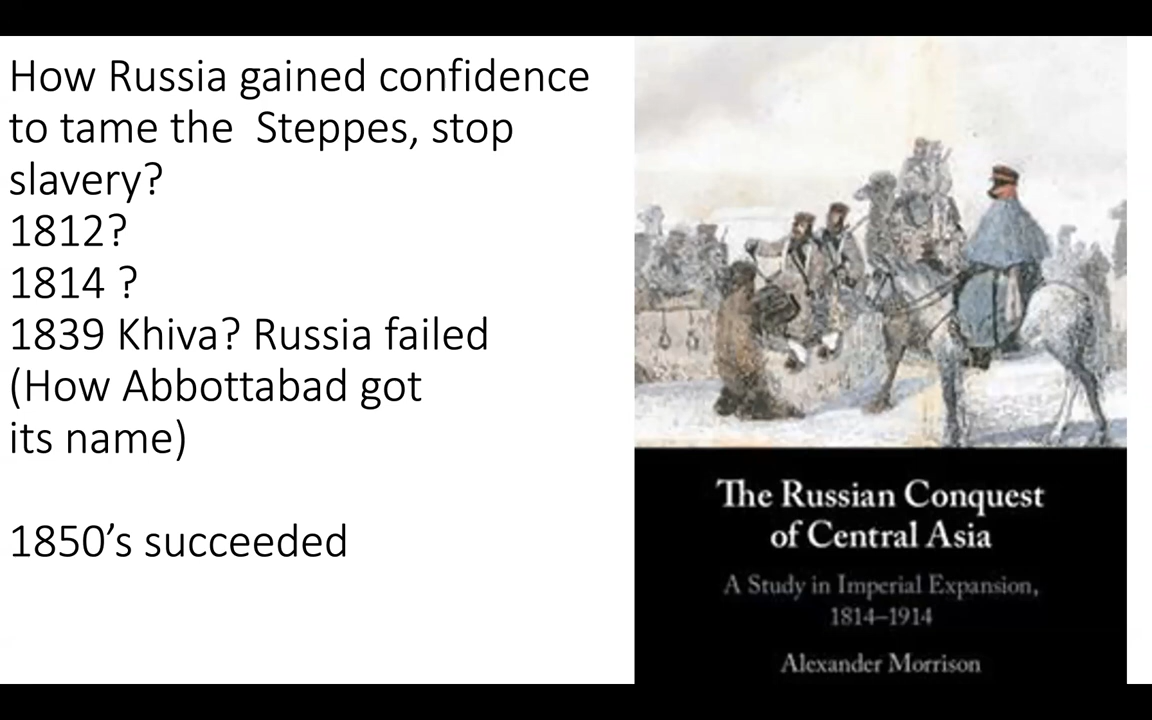 How Russia gained confidence
to tame the  Steppes, stop
slavery?
1812?
1814 ?
1839 Khiva? Russia failed
(How Abbottabad got
its name)
1850’s succeeded
The Russian Conquest
of Central Asia
A Study in Imperial Expansion,
1814–1914
Alexander Morrison